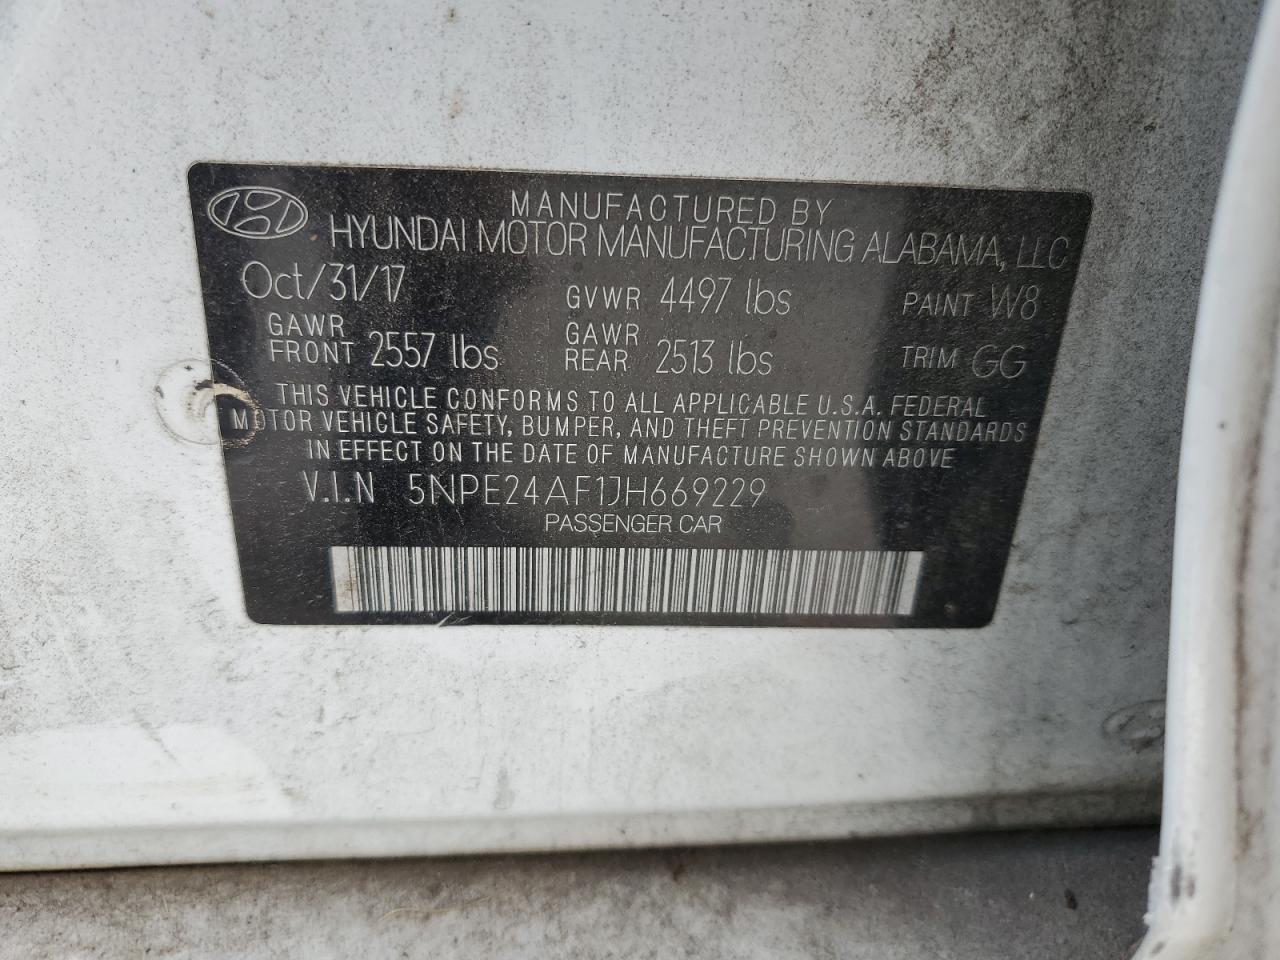 MANUFACTURED BY
HYUNDAI MOTOR MANUFACTURING ALABAMA, LLC
Oct/31/17 GVWR 4497 lbs PAINT W8
GAWR FRONT 2557 lbs GAWR REAR 2513 lbs TRIM GG
THIS VEHICLE CONFORMS TO ALL APPLICABLE U.S.A. FEDERAL
MOTOR VEHICLE SAFETY, BUMPER, AND THEFT PREVENTION STANDARDS
IN EFFECT ON THE DATE OF MANUFACTURE SHOWN ABOVE
V.I.N 5NPE24AF1JH669229
PASSENGER CAR